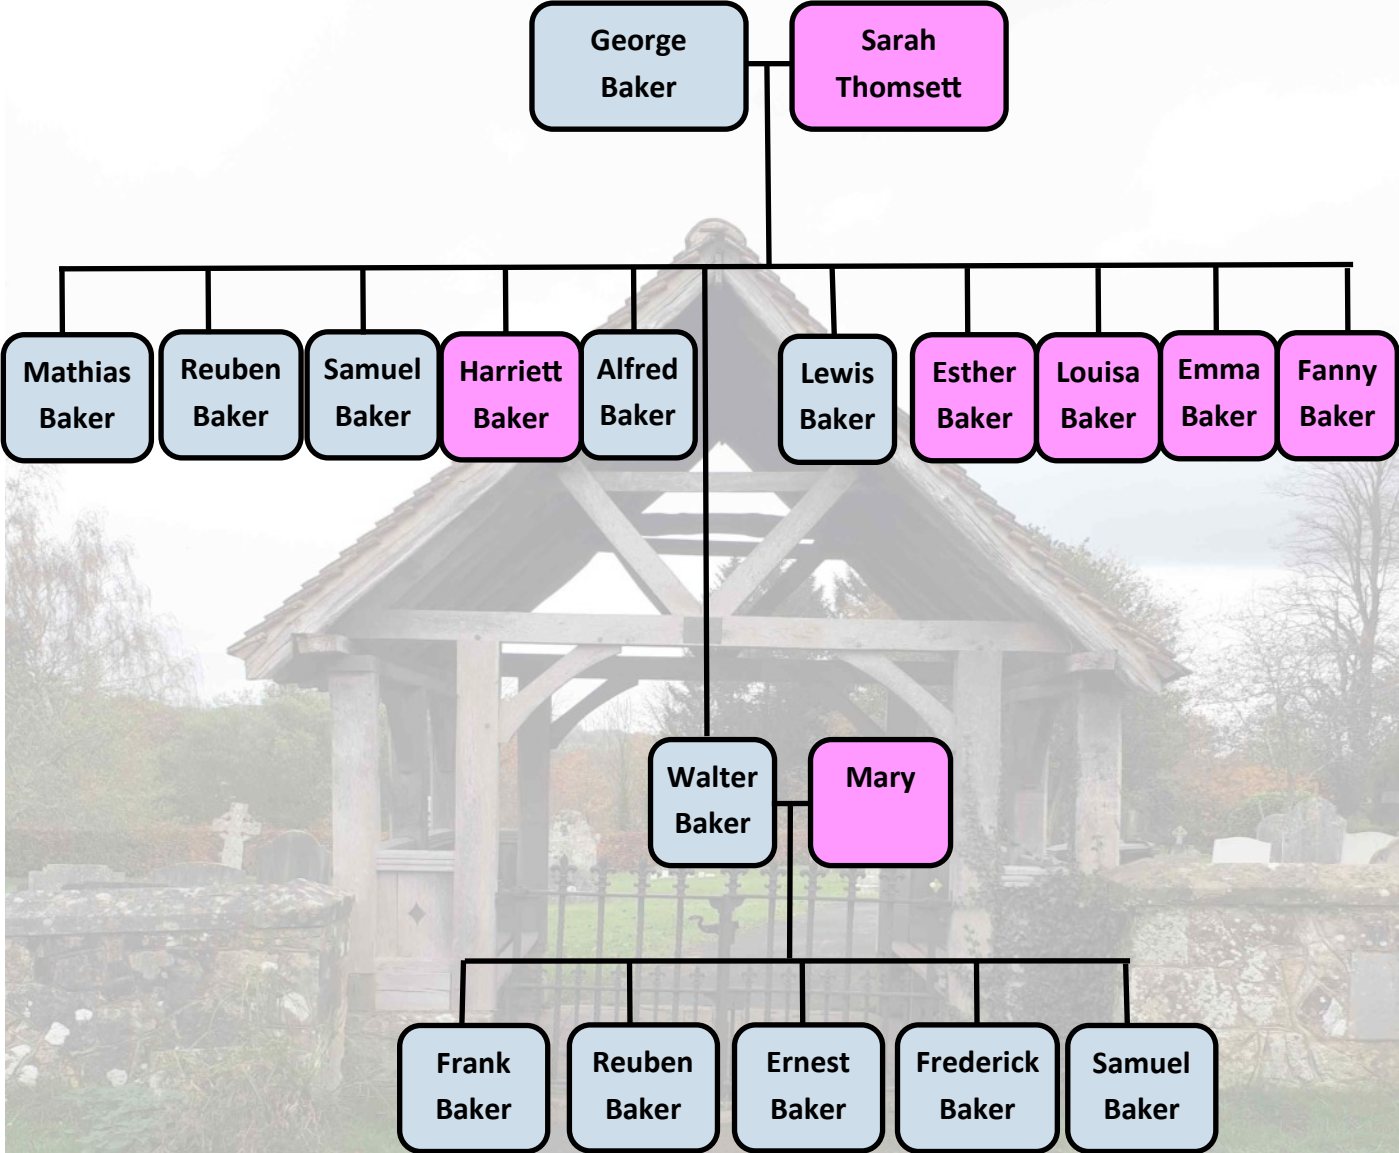 George
Baker
Sarah
Thomsett
Mathias
Baker
Reuben
Baker
Samuel
Baker
Harriett
Baker
Alfred
Baker
Lewis
Baker
Esther
Baker
Louisa
Baker
Emma
Baker
Fanny
Baker
Walter
Baker
Mary
Frank
Baker
Reuben
Baker
Ernest
Baker
Frederick
Baker
Samuel
Baker